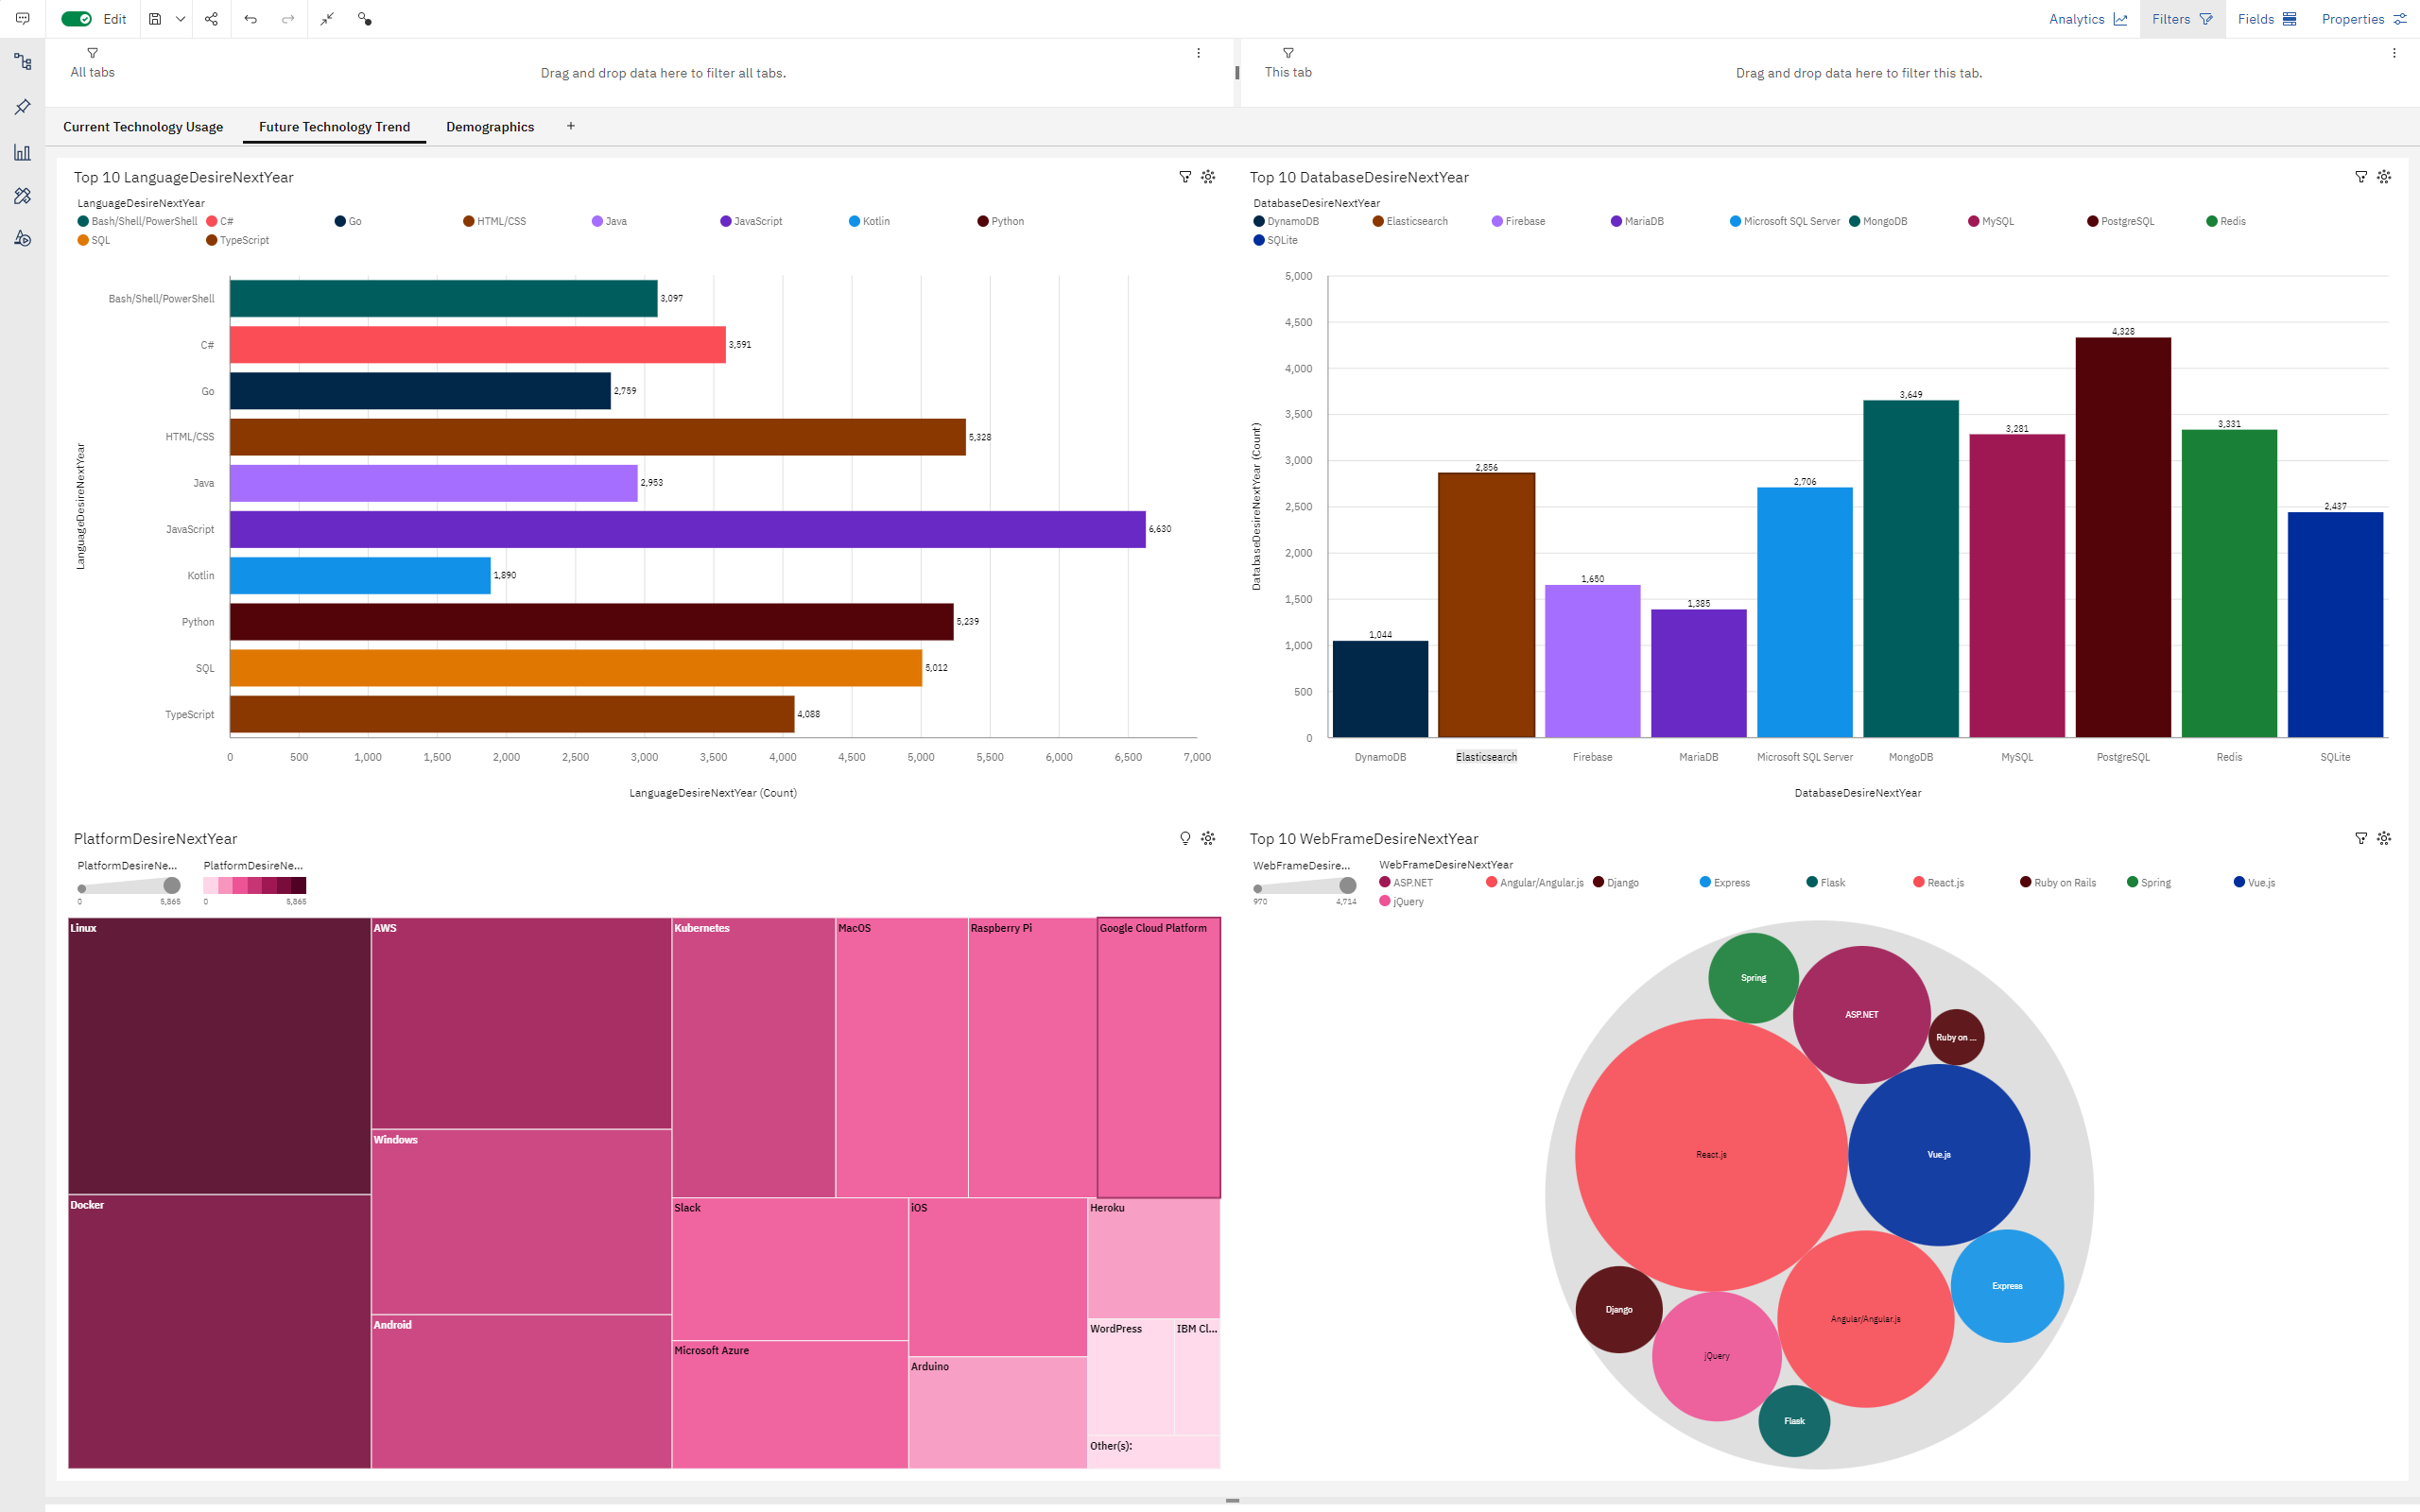 Edit
Analytics
Filters
Fields
Properties
All tabs
Drag and drop data here to filter all tabs.
This tab
Drag and drop data here to filter this tab.
Current Technology Usage
Future Technology Trend
Demographics
+
Top 10 LanguageDesireNextYear
LanguageDesireNextYear
Bash/Shell/PowerShell C# Go HTML/CSS Java JavaScript Kotlin Python
SQL TypeScript
LanguageDesireNextYear
Bash/Shell/PowerShell 3,097
C# 3,591
Go 2,759
HTML/CSS 5,328
Java 2,953
JavaScript 6,630
Kotlin 1,890
Python 5,239
SQL 5,012
TypeScript 4,088
0 500 1,000 1,500 2,000 2,500 3,000 3,500 4,000 4,500 5,000 5,500 6,000 6,500 7,000
LanguageDesireNextYear (Count)
Top 10 DatabaseDesireNextYear
DatabaseDesireNextYear
DynamoDB Elasticsearch Firebase MariaDB Microsoft SQL Server MongoDB MySQL PostgreSQL Redis
SQLite
DatabaseDesireNextYear (Count)
5,000
4,500
4,000
3,500
3,000
2,500
2,000
1,500
1,000
500
0
1,044 2,856 1,650 1,385 2,706 3,649 3,281 4,328 3,331 2,437
DynamoDB Elasticsearch Firebase MariaDB Microsoft SQL Server MongoDB MySQL PostgreSQL Redis SQLite
DatabaseDesireNextYear
PlatformDesireNextYear
PlatformDesireNe... PlatformDesireNe...
0 5,865 0 5,865
Linux
AWS
Kubernetes
MacOS
Raspberry Pi
Google Cloud Platform
Windows
Docker
Slack
iOS
Heroku
Android
WordPress
IBM Cl...
Microsoft Azure
Arduino
Other(s):
Top 10 WebFrameDesireNextYear
WebFrameDesire...
970 4,714
WebFrameDesireNextYear
ASP.NET Angular/Angular.js Django Express Flask React.js Ruby on Rails Spring Vue.js
jQuery
Spring
ASP.NET
Ruby on ...
React.js
Vue.js
Express
Django
Angular/Angular.js
jQuery
Flask